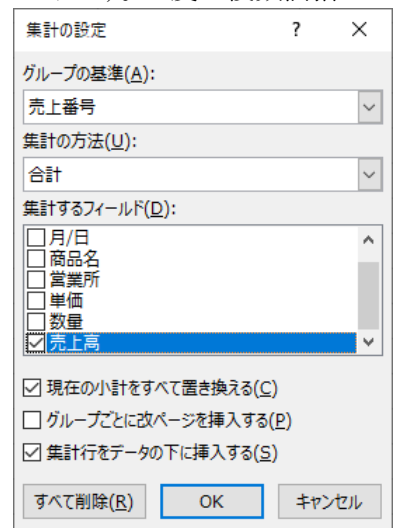 集計の設定 ? ×
グループの基準(A):
売上番号
集計の方法(U):
合計
集計するフィールド(D):
月/日
商品名
営業所
単価
数量
売上高
現在の小計をすべて置き換える(C)
グループごとに改ページを挿入する(P)
集計行をデータの下に挿入する(S)
すべて削除(R) OK キャンセル